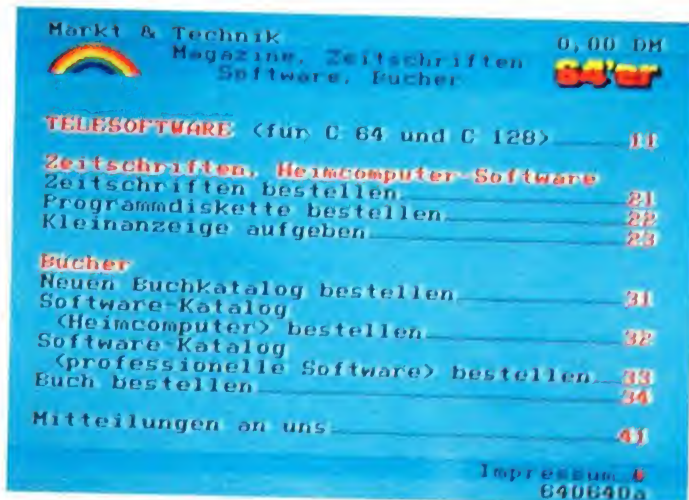 Markt & Technik 0,00 DM
Magazine, Zeitschriften 64'er
Software, Bücher
TELESOFTWARE (für C 64 und C 128) 11
Zeitschriften, Heimcomputer-Software
Zeitschriften bestellen 21
Programmdiskette bestellen 22
Kleinanzeige aufgeben 23
Bücher
Neuen Buchkatalog bestellen 31
Software-Katalog
(Heimcomputer) bestellen 32
Software-Katalog
(professionelle Software) bestellen 33
Buch bestellen 34
Mitteilungen an uns 41
Impressum
640640a